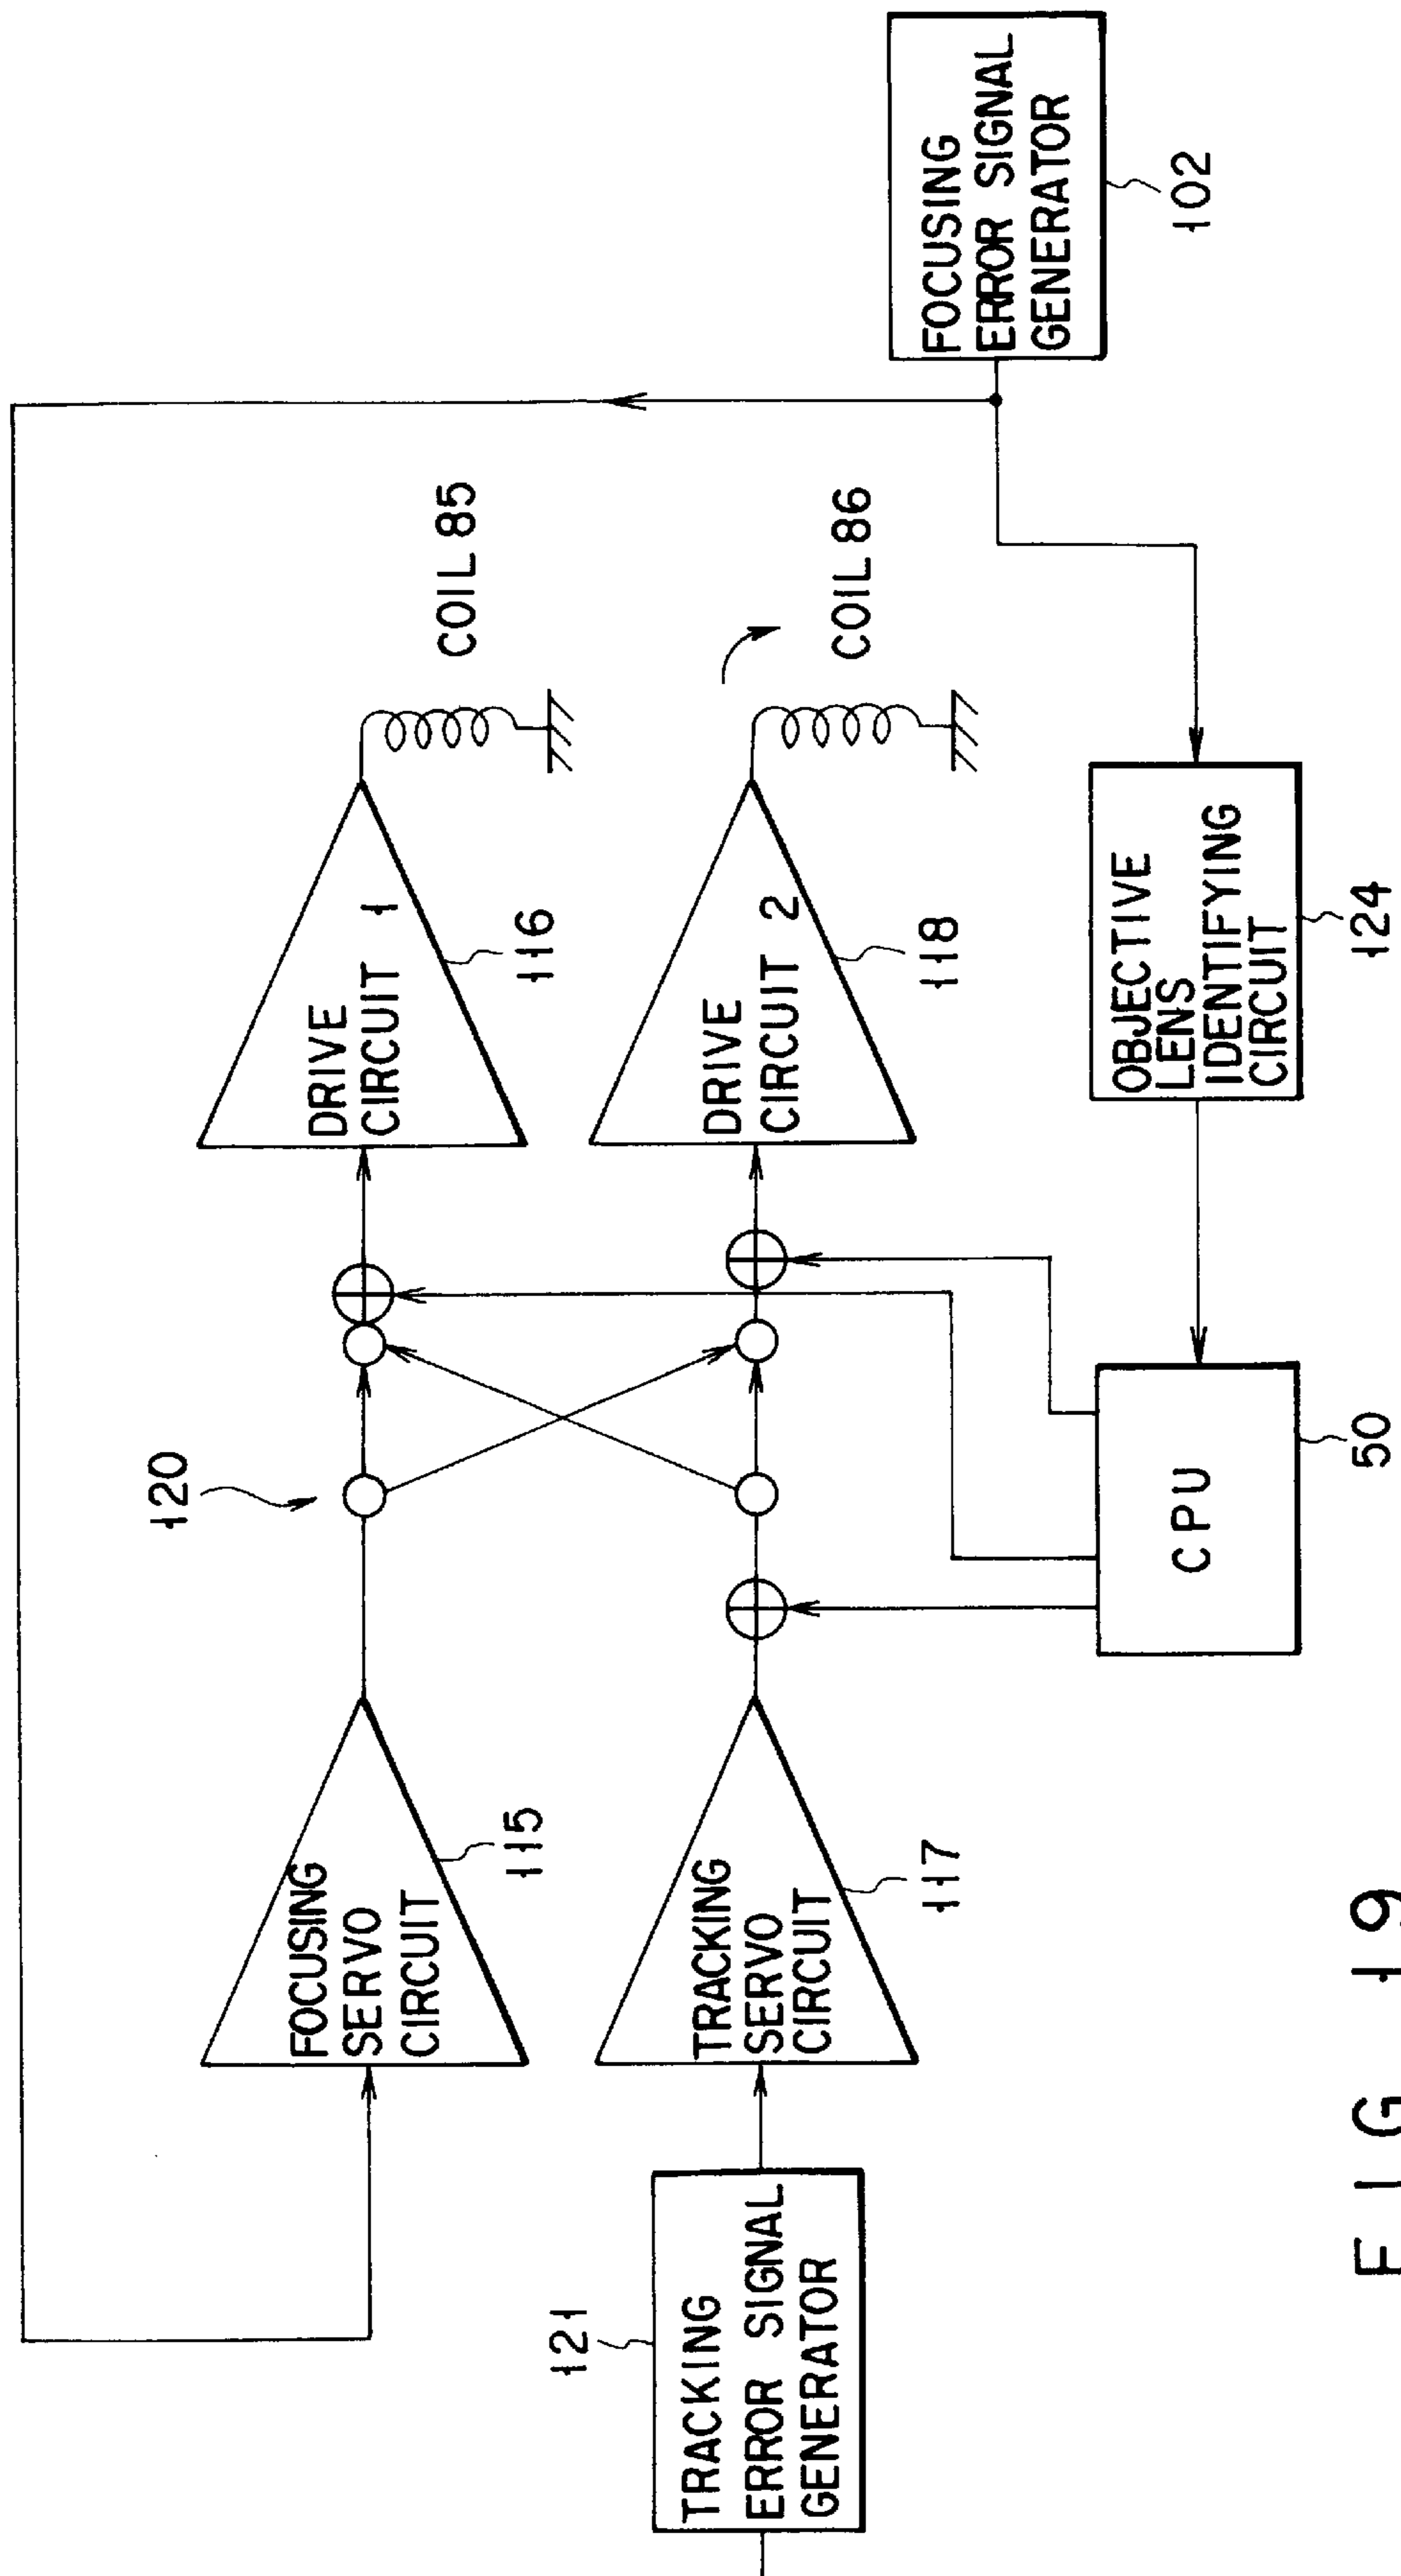 FOCUSING
SERVO
CIRCUIT
115
120
DRIVE
CIRCUIT 1
116
COIL 85
TRACKING
ERROR SIGNAL
GENERATOR
121
TRACKING
SERVO
CIRCUIT
117
DRIVE
CIRCUIT 2
118
COIL 86
FOCUSING
ERROR SIGNAL
GENERATOR
102
CPU
50
OBJECTIVE
LENS
IDENTIFYING
CIRCUIT
124
FIG 19